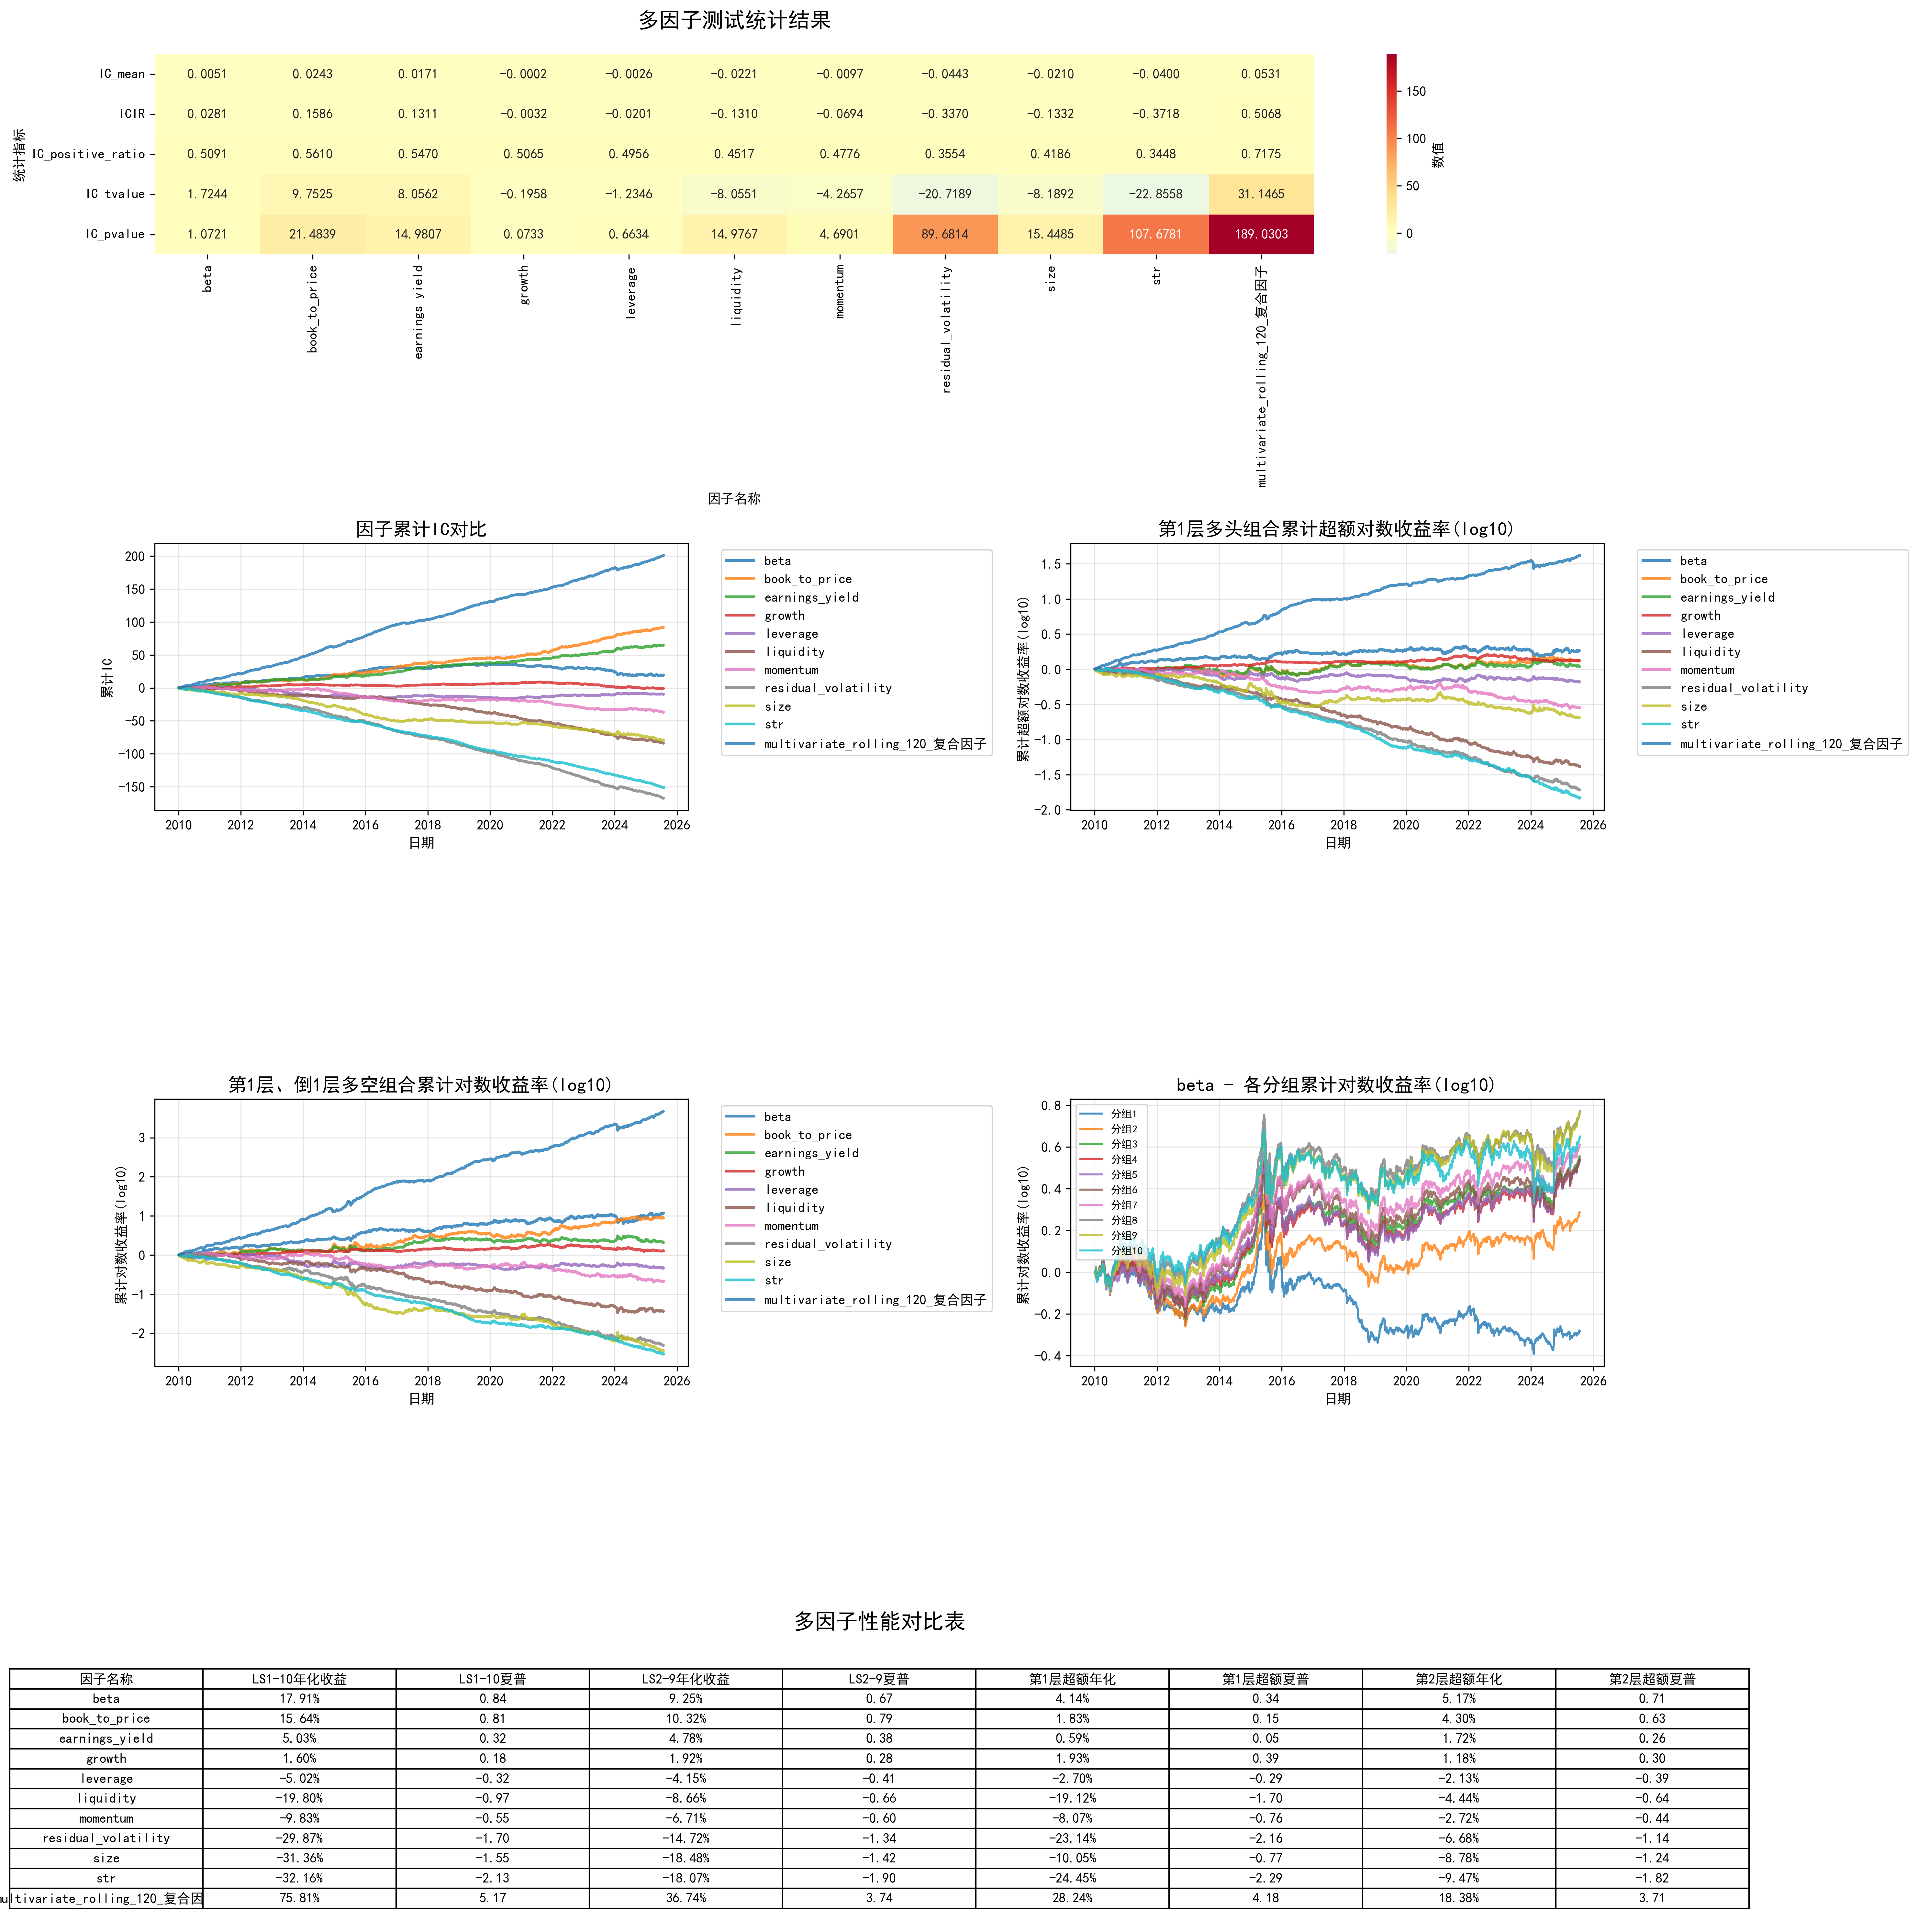 多因子测试统计结果
统计指标
IC_mean 0.0051 0.0243 0.0171 -0.0002 -0.0026 -0.0221 -0.0097 -0.0443 -0.0210 -0.0400 0.0531
ICIR 0.0281 0.1586 0.1311 -0.0032 -0.0201 -0.1310 -0.0694 -0.3370 -0.1332 -0.3718 0.5068
IC_positive_ratio 0.5091 0.5610 0.5470 0.5065 0.4956 0.4517 0.4776 0.3554 0.4186 0.3448 0.7175
IC_tvalue 1.7244 9.7525 8.0562 -0.1958 -1.2346 -8.0551 -4.2657 -20.7189 -8.1892 -22.8558 31.1465
IC_pvalue 1.0721 21.4839 14.9807 0.0733 0.6634 14.9767 4.6901 89.6814 15.4485 107.6781 189.0303
beta book_to_price earnings_yield growth leverage liquidity momentum residual_volatility size str multivariate_rolling_120_复合因子
因子名称
150
100
50
0
数值
因子累计IC对比
累计IC
200
150
100
50
0
-50
-100
-150
2010 2012 2014 2016 2018 2020 2022 2024 2026
日期
beta
book_to_price
earnings_yield
growth
leverage
liquidity
momentum
residual_volatility
size
str
multivariate_rolling_120_复合因子
第1层多头组合累计超额对数收益率(log10)
累计超额对数收益率(log10)
1.5
1.0
0.5
0.0
-0.5
-1.0
-1.5
-2.0
2010 2012 2014 2016 2018 2020 2022 2024 2026
日期
beta
book_to_price
earnings_yield
growth
leverage
liquidity
momentum
residual_volatility
size
str
multivariate_rolling_120_复合因子
第1层、倒1层多空组合累计对数收益率(log10)
累计对数收益率(log10)
3
2
1
0
-1
-2
2010 2012 2014 2016 2018 2020 2022 2024 2026
日期
beta
book_to_price
earnings_yield
growth
leverage
liquidity
momentum
residual_volatility
size
str
multivariate_rolling_120_复合因子
beta - 各分组累计对数收益率(log10)
累计对数收益率(log10)
0.8
0.6
0.4
0.2
0.0
-0.2
-0.4
分组1
分组2
分组3
分组4
分组5
分组6
分组7
分组8
分组9
分组10
2010 2012 2014 2016 2018 2020 2022 2024 2026
日期
多因子性能对比表
因子名称 LS1-10年化收益 LS1-10夏普 LS2-9年化收益 LS2-9夏普 第1层超额年化 第1层超额夏普 第2层超额年化 第2层超额夏普
beta 17.91% 0.84 9.25% 0.67 4.14% 0.34 5.17% 0.71
book_to_price 15.64% 0.81 10.32% 0.79 1.83% 0.15 4.30% 0.63
earnings_yield 5.03% 0.32 4.78% 0.38 0.59% 0.05 1.72% 0.26
growth 1.60% 0.18 1.92% 0.28 1.93% 0.39 1.18% 0.30
leverage -5.02% -0.32 -4.15% -0.41 -2.70% -0.29 -2.13% -0.39
liquidity -19.80% -0.97 -8.66% -0.66 -19.12% -1.70 -4.44% -0.64
momentum -9.83% -0.55 -6.71% -0.60 -8.07% -0.76 -2.72% -0.44
residual_volatility -29.87% -1.70 -14.72% -1.34 -23.14% -2.16 -6.68% -1.14
size -31.36% -1.55 -18.48% -1.42 -10.05% -0.77 -8.78% -1.24
str -32.16% -2.13 -18.07% -1.90 -24.45% -2.29 -9.47% -1.82
ultivariate_rolling_120_复合因 75.81% 5.17 36.74% 3.74 28.24% 4.18 18.38% 3.71